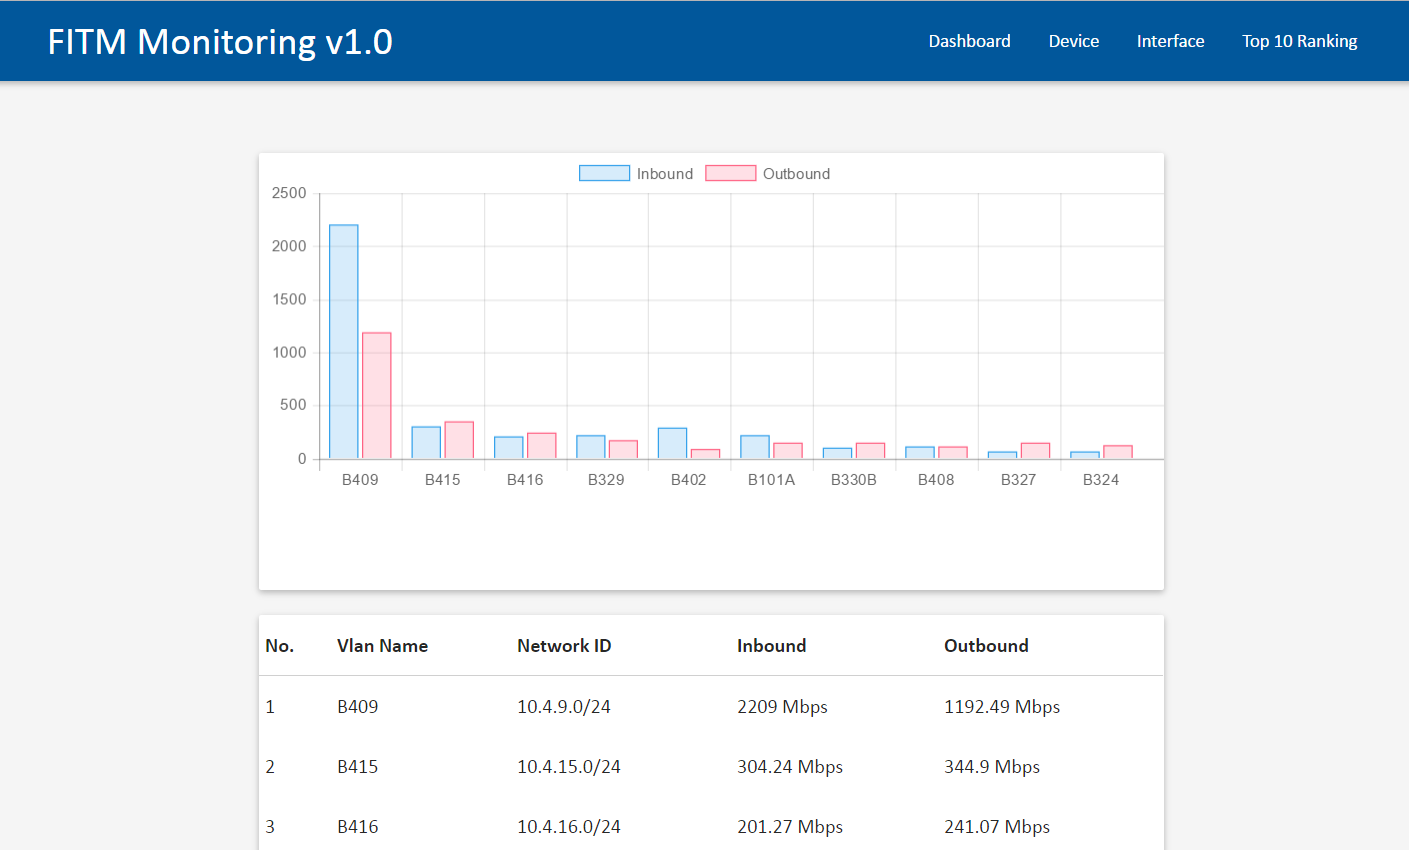 FITM Monitoring v1.0
Dashboard Device Interface Top 10 Ranking
Inbound Outbound
2500
2000
1500
1000
500
0
B409 B415 B416 B329 B402 B101A B330B B408 B327 B324
No. Vlan Name Network ID Inbound Outbound
1 B409 10.4.9.0/24 2209 Mbps 1192.49 Mbps
2 B415 10.4.15.0/24 304.24 Mbps 344.9 Mbps
3 B416 10.4.16.0/24 201.27 Mbps 241.07 Mbps